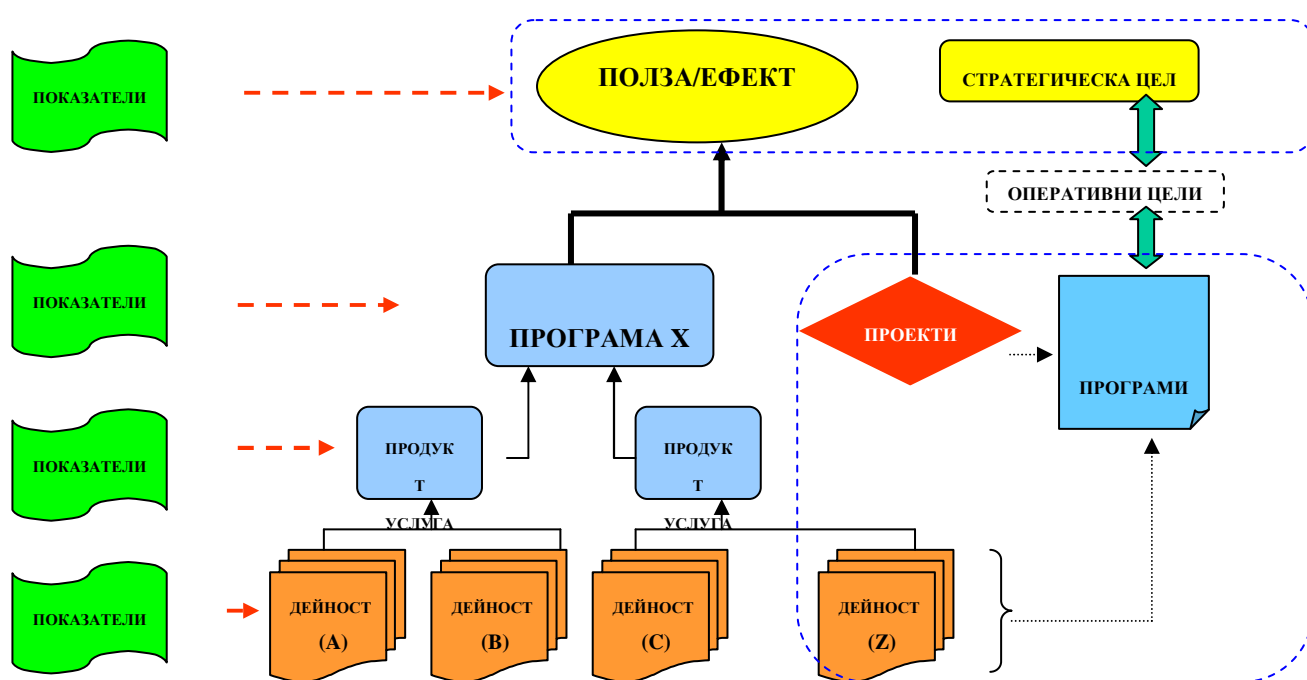 ПОКАЗАТЕЛИ
ПОЛЗА/ЕФЕКТ
СТРАТЕГИЧЕСКА ЦЕЛ
ОПЕРАТИВНИ ЦЕЛИ
ПОКАЗАТЕЛИ
ПРОГРАМА X
ПРОЕКТИ
ПРОГРАМИ
ПОКАЗАТЕЛИ
ПРОДУК
Т
УСЛУГА
ПРОДУК
Т
УСЛУГА
ПОКАЗАТЕЛИ
ДЕЙНОСТ
(A)
ДЕЙНОСТ
(B)
ДЕЙНОСТ
(C)
ДЕЙНОСТ
(Z)